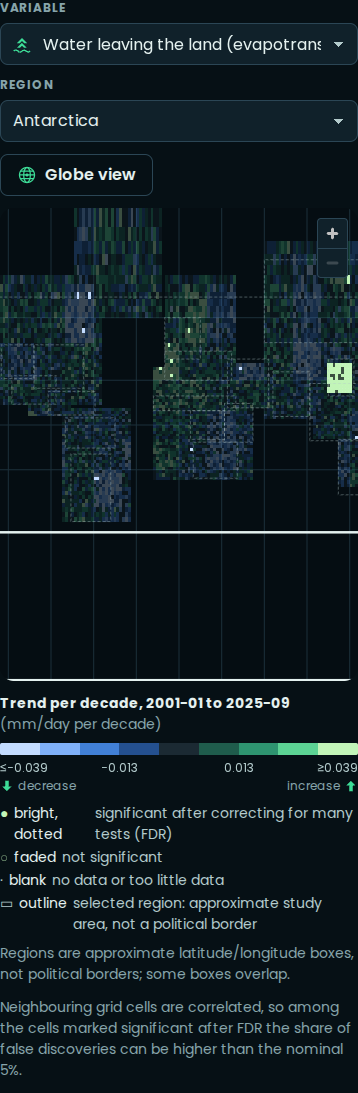 VARIABLE
Water leaving the land (evapotrans
REGION
Antarctica
Globe view
+
−
Trend per decade, 2001-01 to 2025-09
(mm/day per decade)
≤-0.039 -0.013 0.013 ≥0.039
decrease increase
bright, dotted significant after correcting for many
tests (FDR)
faded not significant
blank no data or too little data
outline selected region: approximate study
area, not a political border
Regions are approximate latitude/longitude boxes,
not political borders; some boxes overlap.
Neighbouring grid cells are correlated, so among
the cells marked significant after FDR the share of
false discoveries can be higher than the nominal
5%.